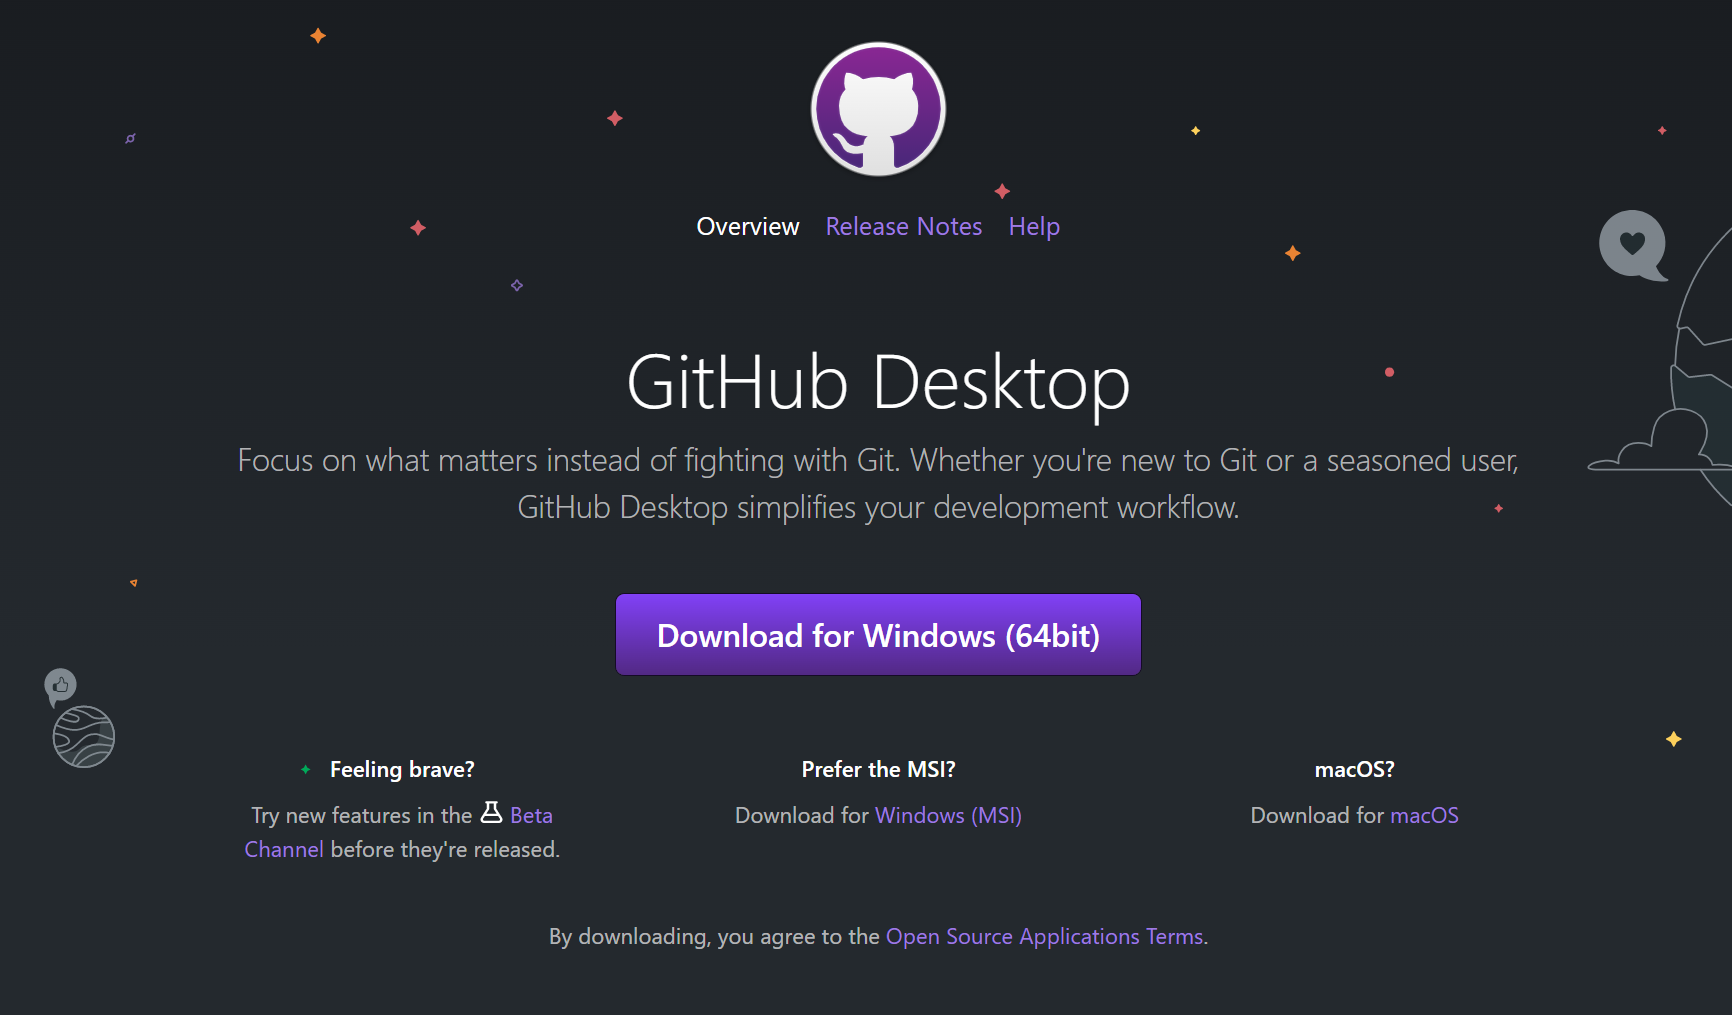 Overview Release Notes Help
GitHub Desktop
Focus on what matters instead of fighting with Git. Whether you're new to Git or a seasoned user,
GitHub Desktop simplifies your development workflow.
Download for Windows (64bit)
Feeling brave?
Try new features in the Beta
Channel before they're released.
Prefer the MSI?
Download for Windows (MSI)
macOS?
Download for macOS
By downloading, you agree to the Open Source Applications Terms.